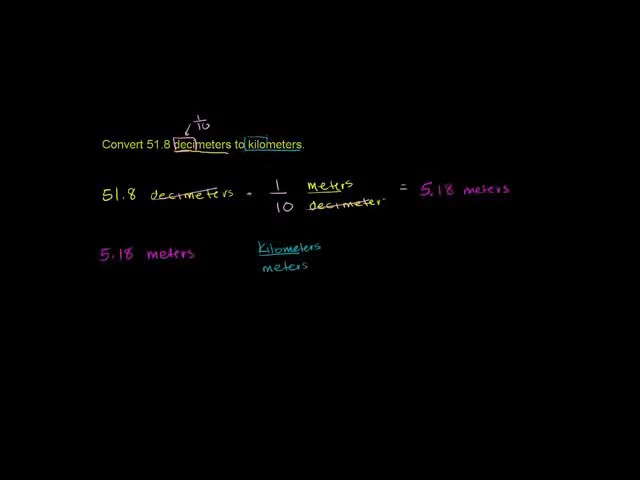 1/10
Convert 51.8 decimeters to kilometers.
51.8 decimeters · 1/10 meters/decimeter = 5.18 meters
5.18 meters kilometers/meters